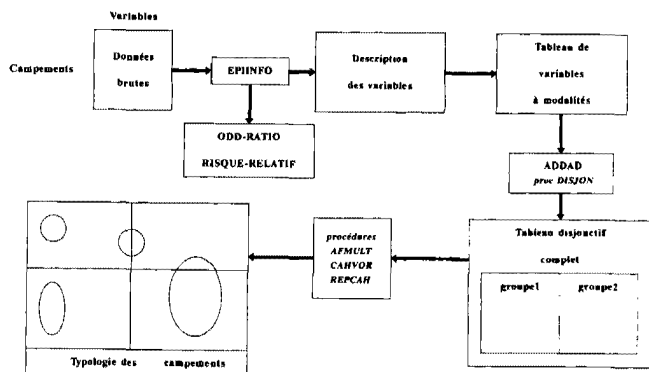 Variables
Campements
Données
brutes
EPIINFO
Description
des variables
Tableau de
variables
à modalités
ODD-RATIO
RISQUE-RELATIF
ADDAD
proc DISJON
Tableau disjonctif
complet
groupe1 groupe2
procédures
AFMULT
CAHVOR
REPCAH
Typologie des campements